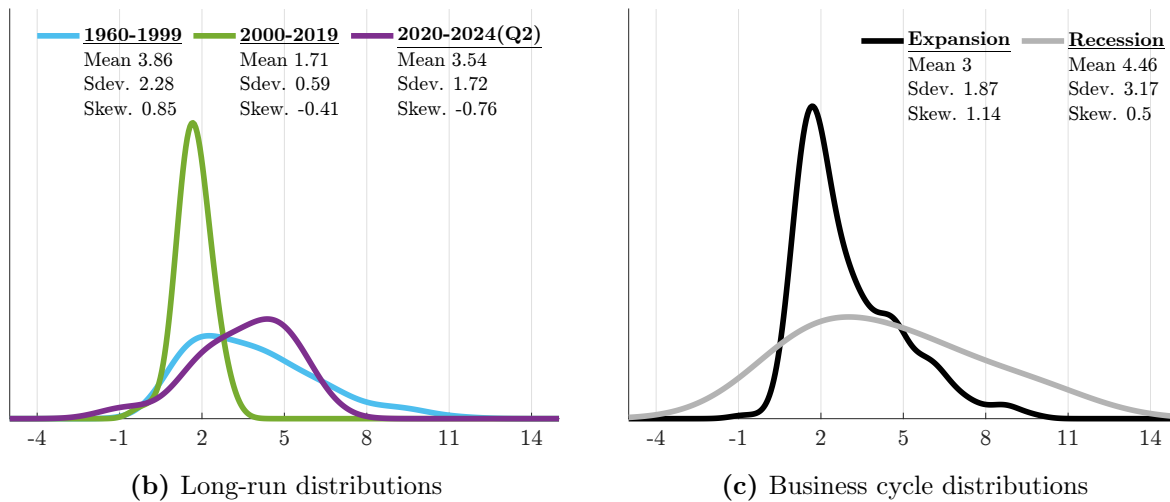 1960-1999 2000-2019 2020-2024(Q2)
Mean 3.86 Mean 1.71 Mean 3.54
Sdev. 2.28 Sdev. 0.59 Sdev. 1.72
Skew. 0.85 Skew. -0.41 Skew. -0.76
-4 -1 2 5 8 11 14
(b) Long-run distributions
Expansion Recession
Mean 3 Mean 4.46
Sdev. 1.87 Sdev. 3.17
Skew. 1.14 Skew. 0.5
-4 -1 2 5 8 11 14
(c) Business cycle distributions